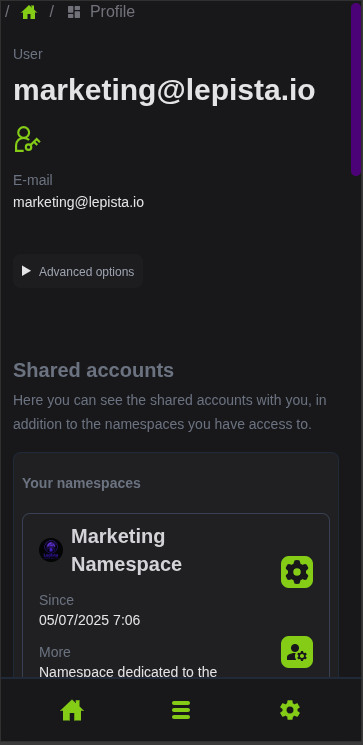 / / Profile
User
marketing@lepista.io
E-mail
marketing@lepista.io
Advanced options
Shared accounts
Here you can see the shared accounts with you, in
addition to the namespaces you have access to.
Your namespaces
Marketing
Namespace
Since
05/07/2025 7:06
More
Namespace dedicated to the